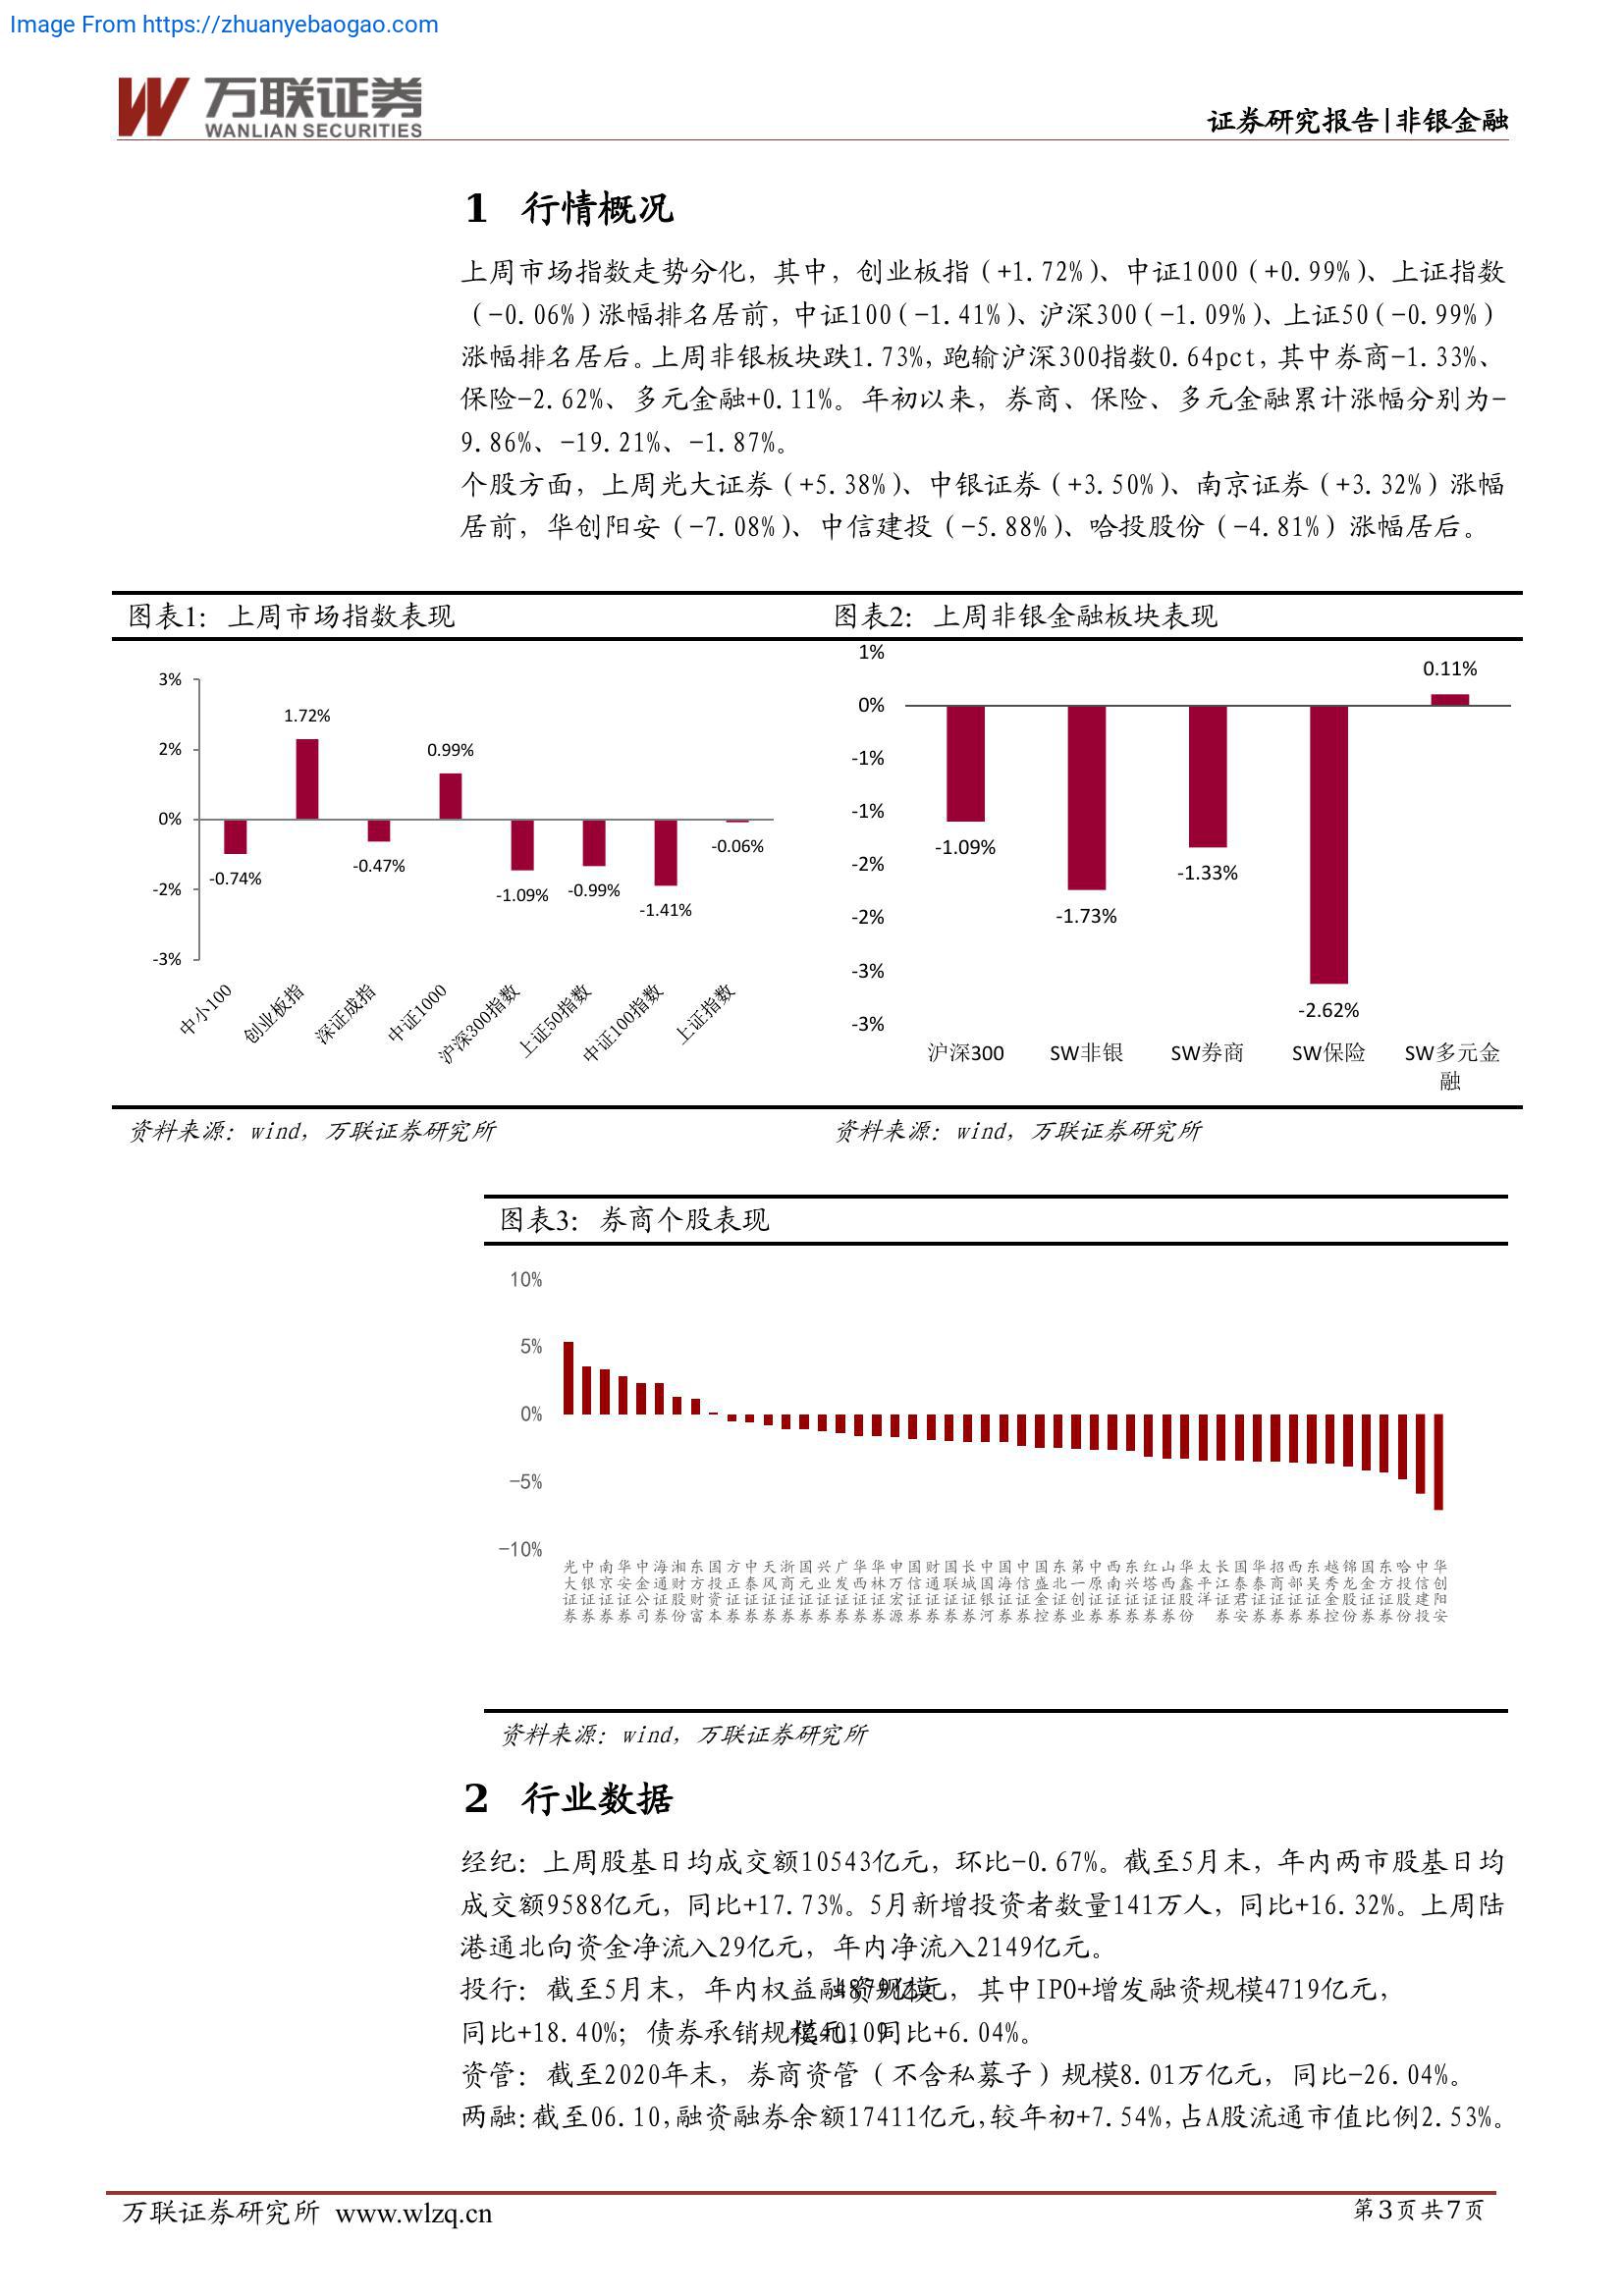 Image From https://zhuanyebaogao.com
万联证券
WANLIAN SECURITIES
证券研究报告|非银金融
1 行情概况
上周市场指数走势分化，其中，创业板指（+1.72%）、中证1000（+0.99%）、上证指数
（-0.06%）涨幅排名居前，中证100（-1.41%）、沪深300（-1.09%）、上证50（-0.99%）
涨幅排名居后。上周非银板块跌1.73%，跑输沪深300指数0.64pct，其中券商-1.33%、
保险-2.62%、多元金融+0.11%。年初以来，券商、保险、多元金融累计涨幅分别为-
9.86%、-19.21%、-1.87%。
个股方面，上周光大证券（+5.38%）、中银证券（+3.50%）、南京证券（+3.32%）涨幅
居前，华创阳安（-7.08%）、中信建投（-5.88%）、哈投股份（-4.81%）涨幅居后。
图表1：上周市场指数表现
3%
2%
0%
-2%
-3%
-0.74%
1.72%
-0.47%
0.99%
-1.09%
-0.99%
-1.41%
-0.06%
中小100
创业板指
深证成指
中证1000
沪深300指数
上证50指数
中证100指数
上证指数
资料来源：wind，万联证券研究所
图表2：上周非银金融板块表现
1%
0%
-1%
-1%
-2%
-2%
-3%
-3%
-1.09%
-1.73%
-1.33%
-2.62%
0.11%
沪深300
SW非银
SW券商
SW保险
SW多元金
融
资料来源：wind，万联证券研究所
图表3：券商个股表现
10%
5%
0%
-5%
-10%
光大证券
中银证券
南京证券
华安证券
中金公司
海通证券
湘财股份
东方财富
国投资本
方正证券
中泰证券
天风证券
浙商证券
国元证券
兴业证券
广发证券
华西证券
华林证券
申万宏源
国信证券
财通证券
国联证券
长城证券
中国银河
国海证券
中信证券
国盛金控
东北证券
第一创业
中原证券
西南证券
东兴证券
红塔证券
山西证券
华鑫股份
太平洋
长江证券
国泰君安
华泰证券
招商证券
西部证券
东吴证券
越秀金控
锦龙股份
国金证券
东方证券
哈投股份
中信建投
华创阳安
资料来源：wind，万联证券研究所
2 行业数据
经纪：上周股基日均成交额10543亿元，环比-0.67%。截至5月末，年内两市股基日均
成交额9588亿元，同比+17.73%。5月新增投资者数量141万人，同比+16.32%。上周陆
港通北向资金净流入29亿元，年内净流入2149亿元。
投行：截至5月末，年内权益融资规模亿元，其中IPO+增发融资规模4719亿元，
同比+18.40%；债券承销规模40109亿元，同比+6.04%。
资管：截至2020年末，券商资管（不含私募子）规模8.01万亿元，同比-26.04%。
两融：截至06.10，融资融券余额17411亿元，较年初+7.54%，占A股流通市值比例2.53%。
万联证券研究所 www.wlzq.cn
第3页共7页